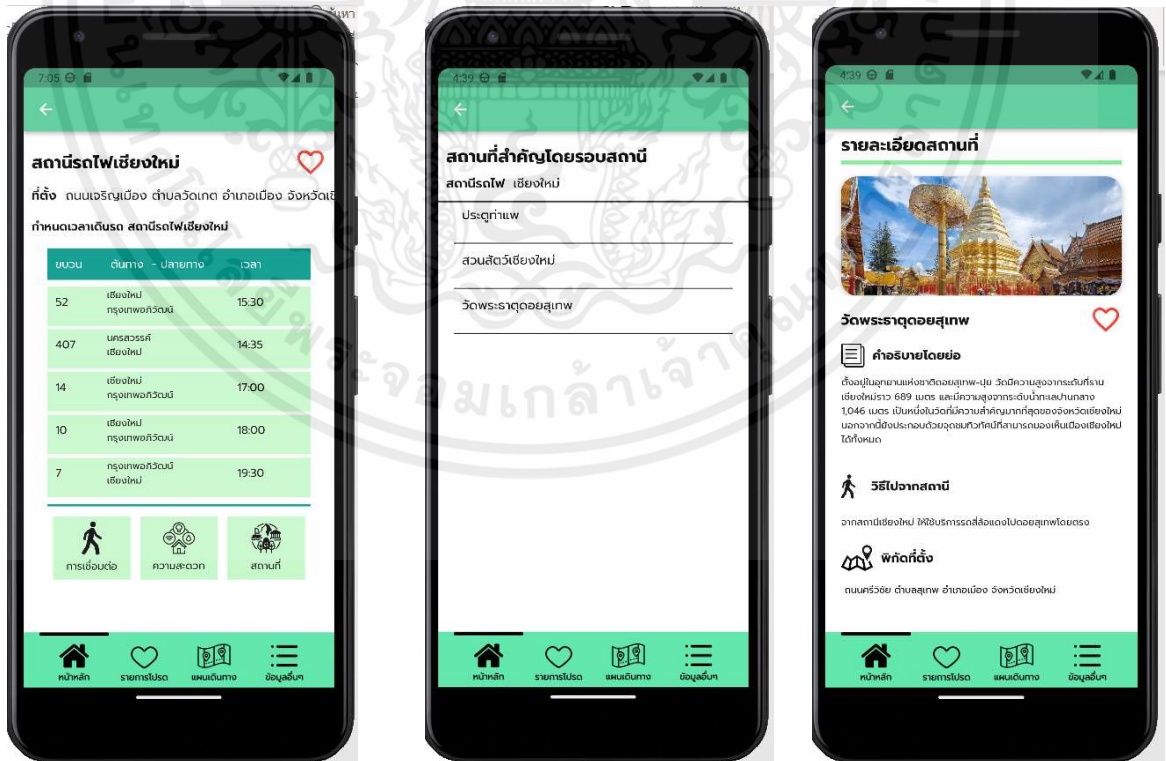 ค้นหา
7:05
สถานีรถไฟเชียงใหม่
ที่ตั้ง ถนนเจริญเมือง ตำบลวัดเกต อำเภอเมือง จังหวัดเชี
กำหนดเวลาเดินรถ สถานีรถไฟเชียงใหม่
ขบวน ต้นทาง - ปลายทาง เวลา
52 เชียงใหม่ กรุงเทพอภิวัฒน์ 15:30
407 นครสวรรค์ เชียงใหม่ 14:35
14 เชียงใหม่ กรุงเทพอภิวัฒน์ 17:00
10 เชียงใหม่ กรุงเทพอภิวัฒน์ 18:00
7 กรุงเทพอภิวัฒน์ เชียงใหม่ 19:30
การเชื่อมต่อ ความสะดวก สถานที่
หน้าหลัก รายการโปรด แผนเดินทาง ข้อมูลอื่นๆ
4:39
สถานที่สำคัญโดยรอบสถานี
สถานีรถไฟ เชียงใหม่
ประตูท่าแพ
สวนสัตว์เชียงใหม่
วัดพระธาตุดอยสุเทพ
หน้าหลัก รายการโปรด แผนเดินทาง ข้อมูลอื่นๆ
4:39
รายละเอียดสถานที่
วัดพระธาตุดอยสุเทพ
คำอธิบายโดยย่อ
ตั้งอยู่ในอุทยานแห่งชาติดอยสุเทพ-ปุย วัดมีความสูงจากระดับที่ราบ
เชียงใหม่ราว 689 เมตร และมีความสูงจากระดับน้ำทะเลปานกลาง
1,046 เมตร เป็นหนึ่งในวัดที่มีความสำคัญมากที่สุดของจังหวัดเชียงใหม่
นอกจากนี้ยังประกอบด้วยจุดชมทิวทัศน์ที่สามารถมองเห็นเมืองเชียงใหม่
ได้ทั้งหมด
วิธีไปจากสถานี
จากสถานีเชียงใหม่ ให้ใช้บริการรถสี่ล้อแดงไปดอยสุเทพโดยตรง
พิกัดที่ตั้ง
ถนนศรีวิชัย ตำบลสุเทพ อำเภอเมือง จังหวัดเชียงใหม่
หน้าหลัก รายการโปรด แผนเดินทาง ข้อมูลอื่นๆ